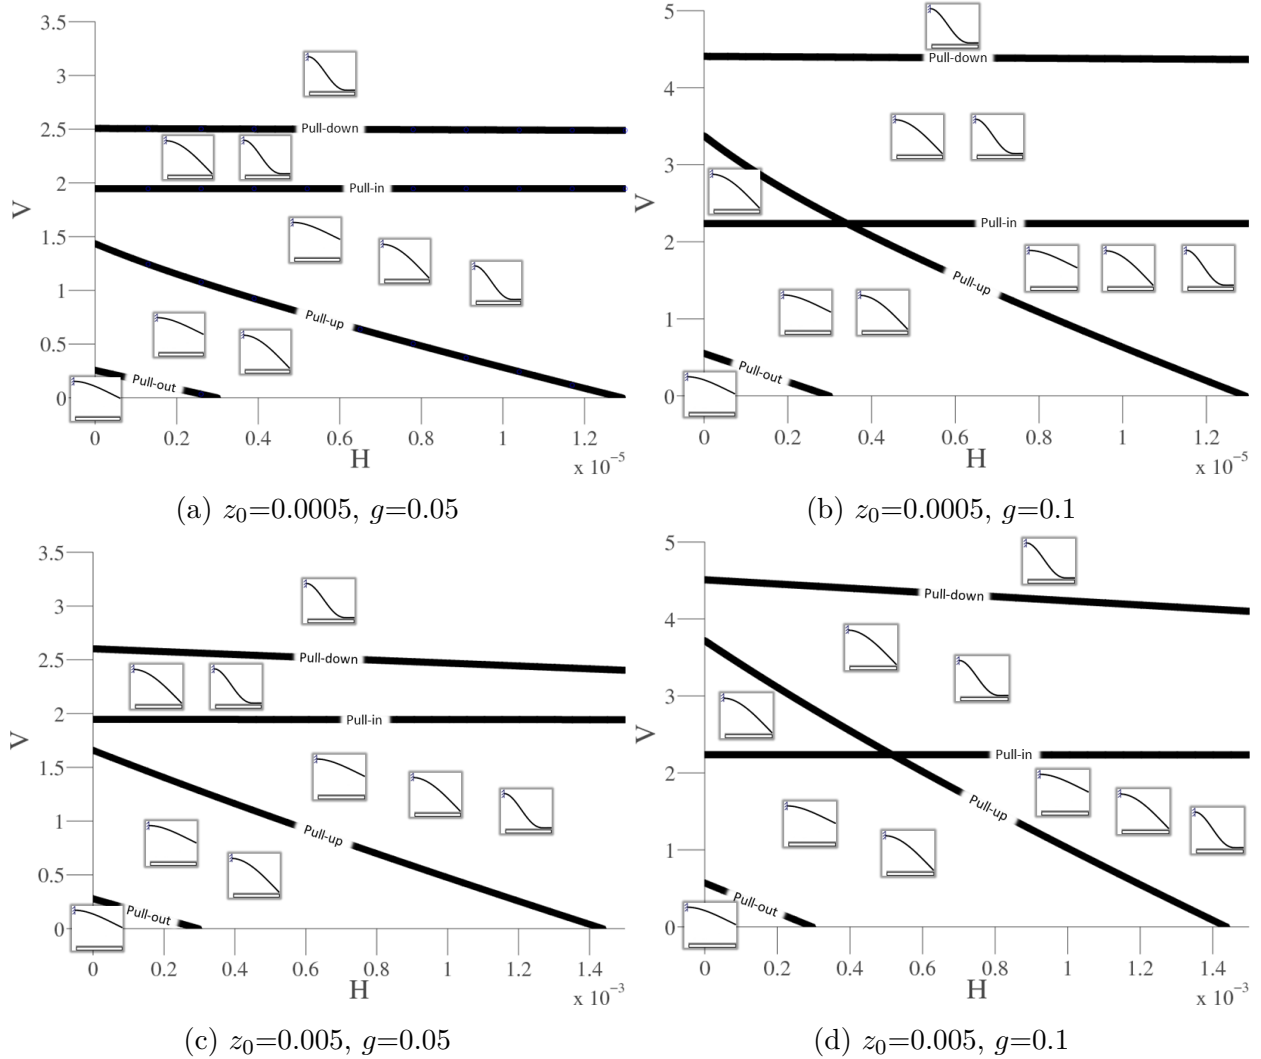 3.5
3
2.5
2
1.5
1
0.5
0
V
Pull-down
Pull-in
Pull-up
Pull-out
0 0.2 0.4 0.6 0.8 1 1.2
H
x 10⁻⁵
(a) z₀=0.0005, g=0.05
5
4
3
2
1
0
V
Pull-down
Pull-in
Pull-up
Pull-out
0 0.2 0.4 0.6 0.8 1 1.2
H
x 10⁻⁵
(b) z₀=0.0005, g=0.1
3.5
3
2.5
2
1.5
1
0.5
0
V
Pull-down
Pull-in
Pull-up
Pull-out
0 0.2 0.4 0.6 0.8 1 1.2 1.4
H
x 10⁻³
(c) z₀=0.005, g=0.05
5
4
3
2
1
0
V
Pull-down
Pull-in
Pull-up
Pull-out
0 0.2 0.4 0.6 0.8 1 1.2 1.4
H
x 10⁻³
(d) z₀=0.005, g=0.1